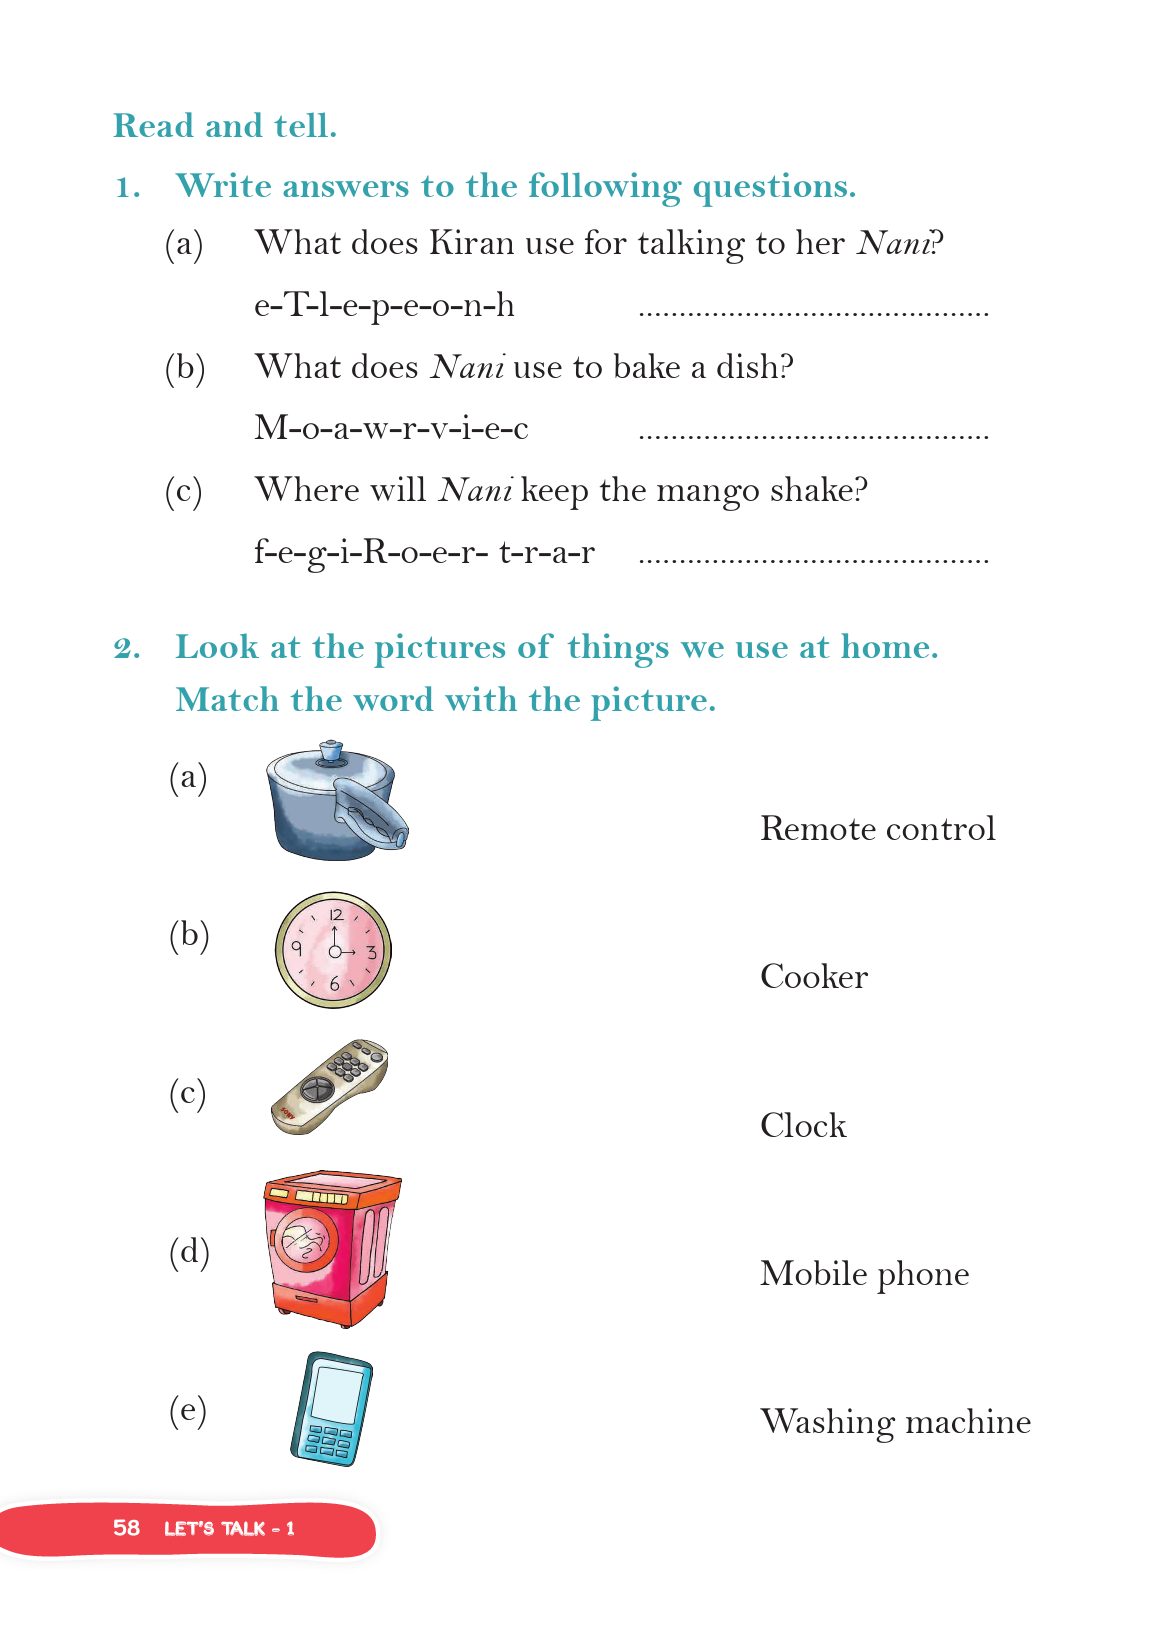 Read and tell.
1. Write answers to the following questions.
(a) What does Kiran use for talking to her Nani?
e-T-l-e-p-e-o-n-h ...........................................
(b) What does Nani use to bake a dish?
M-o-a-w-r-v-i-e-c ...........................................
(c) Where will Nani keep the mango shake?
f-e-g-i-R-o-e-r- t-r-a-r ...........................................
2. Look at the pictures of things we use at home.
Match the word with the picture.
(a)
Remote control
12
9 3
6
(b)
Cooker
(c)
SONY
Clock
(d)
Mobile phone
(e)
Washing machine
58 LET'S TALK - 1